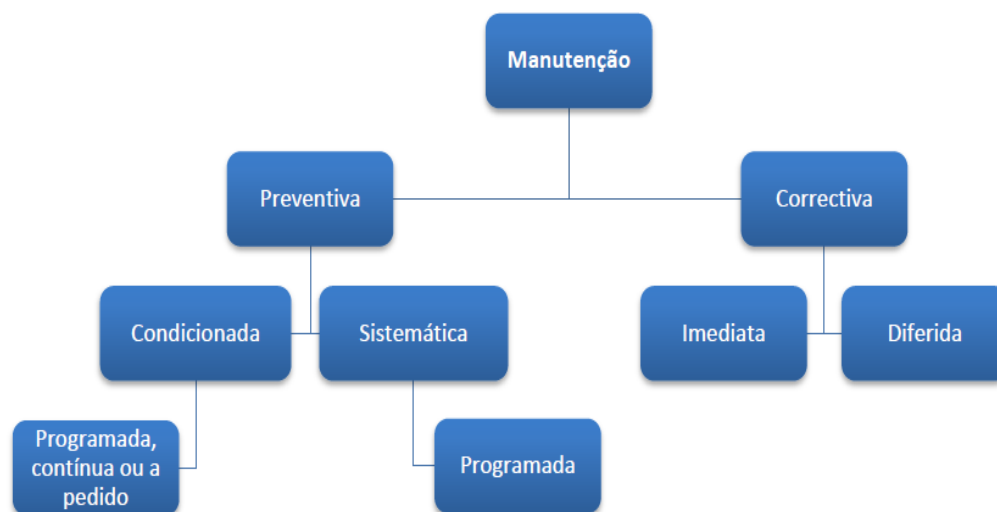 Manutenção
Preventiva
Correctiva
Condicionada
Sistemática
Imediata
Diferida
Programada,
contínua ou a
pedido
Programada